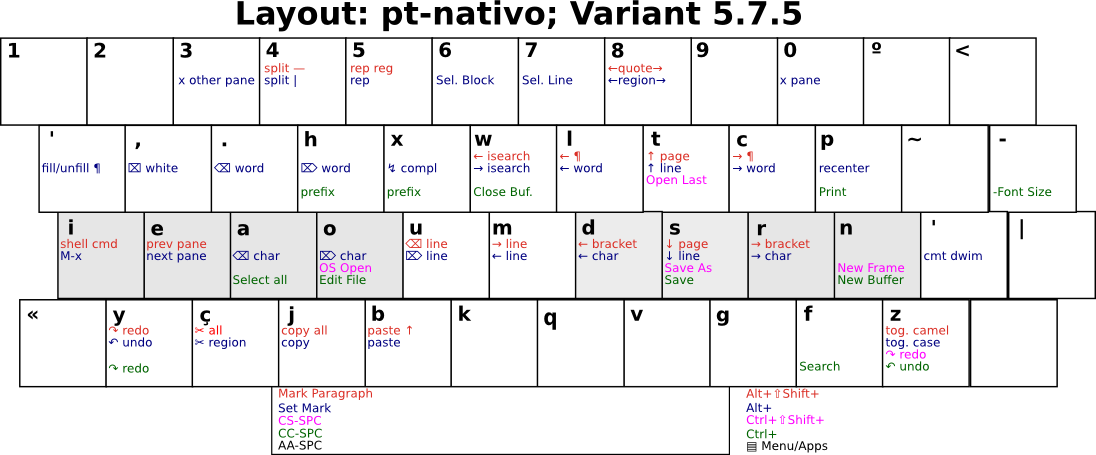 Layout: pt-nativo; Variant 5.7.5
1 2 3 4 5 6 7 8 9 0 º <
split — rep reg ←quote→
x other pane split | rep Sel. Block Sel. Line ←region→ x pane
' , . h x w l t c p ~ -
← isearch ← ¶ ↑ page → ¶
fill/unfill ¶ ⌧ white ⌫ word ⌦ word ↯ compl → isearch ← word ↑ line → word recenter
Open Last
prefix prefix Close Buf. Print -Font Size
i e a o u m d s r n ' |
shell cmd prev pane ⌫ line → line ← bracket ↓ page → bracket
M-x next pane ⌫ char ⌦ char ⌦ line ← line ← char ↓ line → char cmt dwim
OS Open Save As New Frame
Select all Edit File Save New Buffer
« y ç j b k q v g f z
↷ redo ✂ all copy all paste ↑ tog. camel
↶ undo ✂ region copy paste tog. case
↷ redo
↷ redo Search ↶ undo
Mark Paragraph Alt+⇧Shift+
Set Mark Alt+
CS-SPC Ctrl+⇧Shift+
CC-SPC Ctrl+
AA-SPC ▤ Menu/Apps